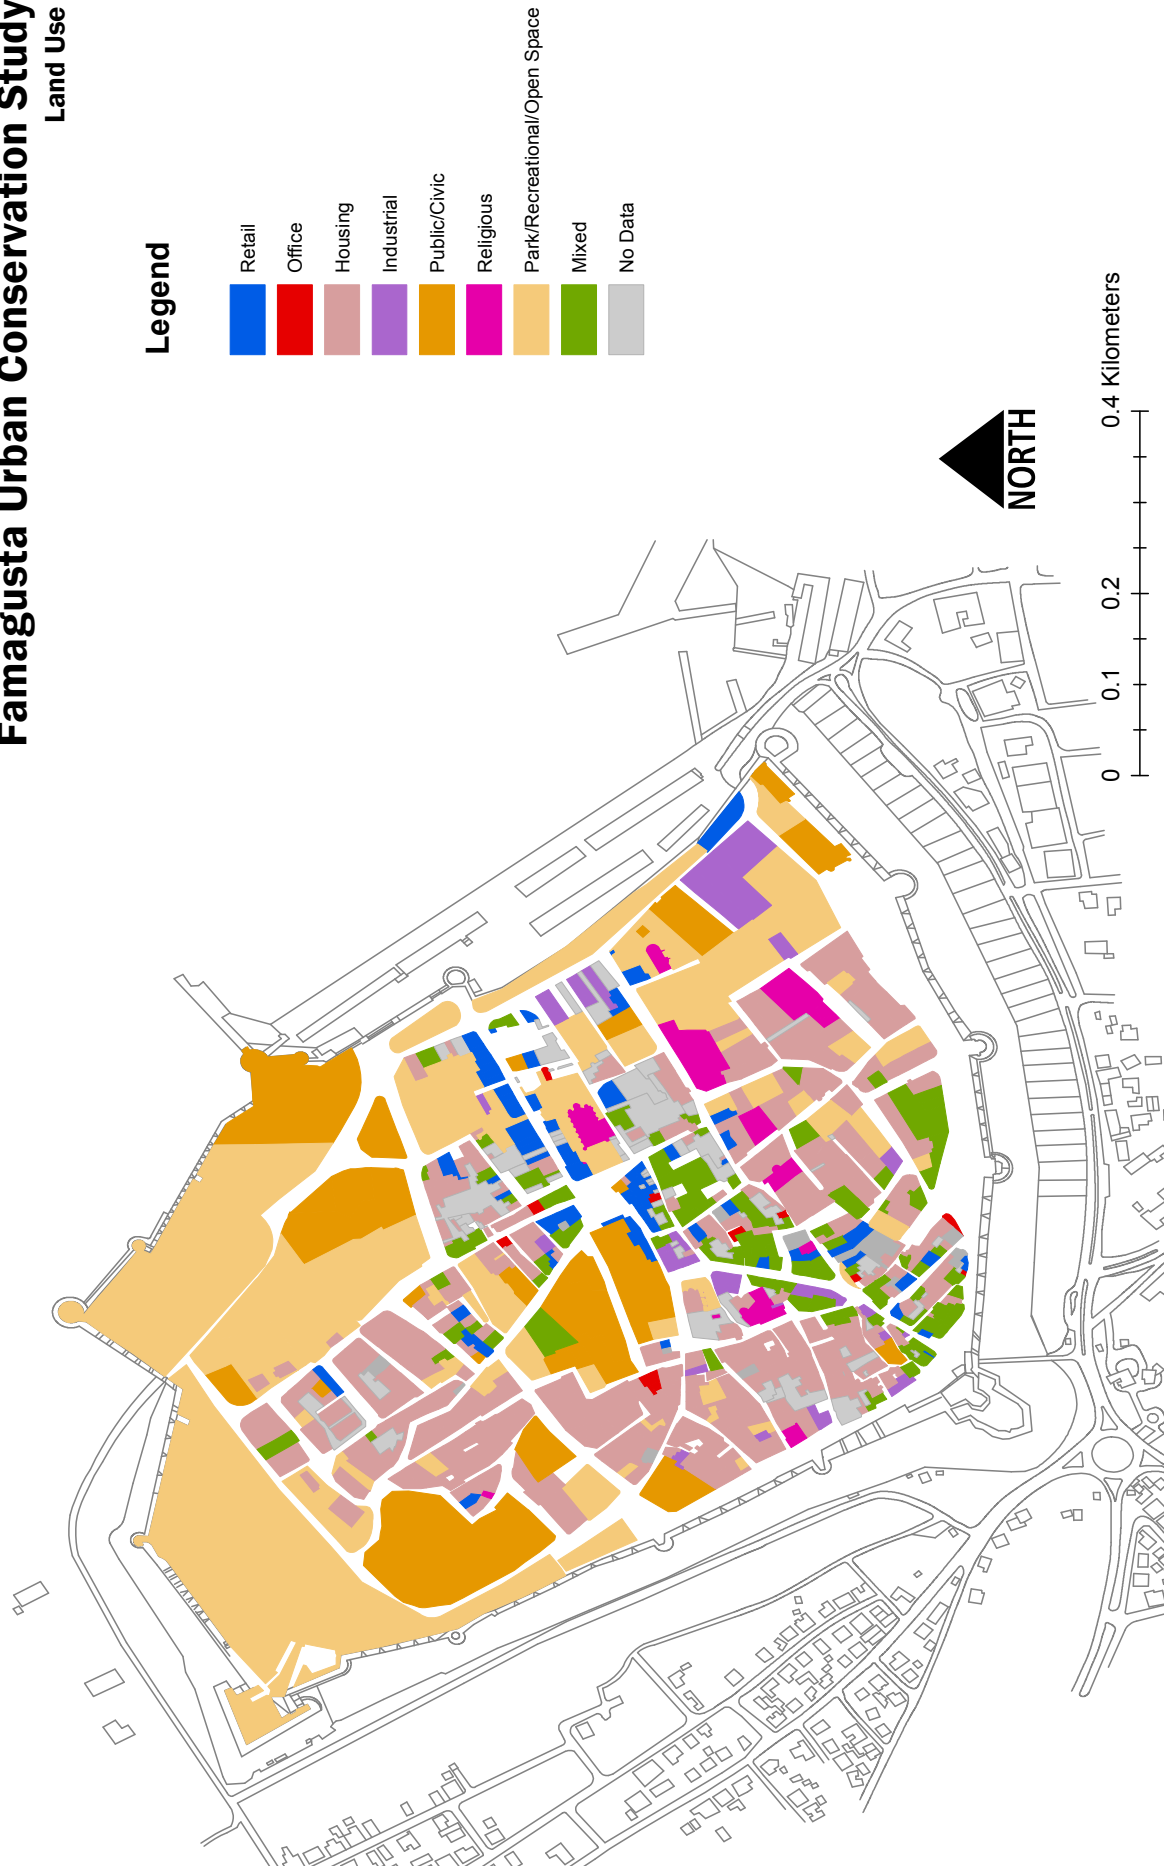 Famagusta Urban Conservation Study
Land Use
Legend
Retail
Office
Housing
Industrial
Public/Civic
Religious
Park/Recreational/Open Space
Mixed
No Data
NORTH
0 0.1 0.2 0.4 Kilometers